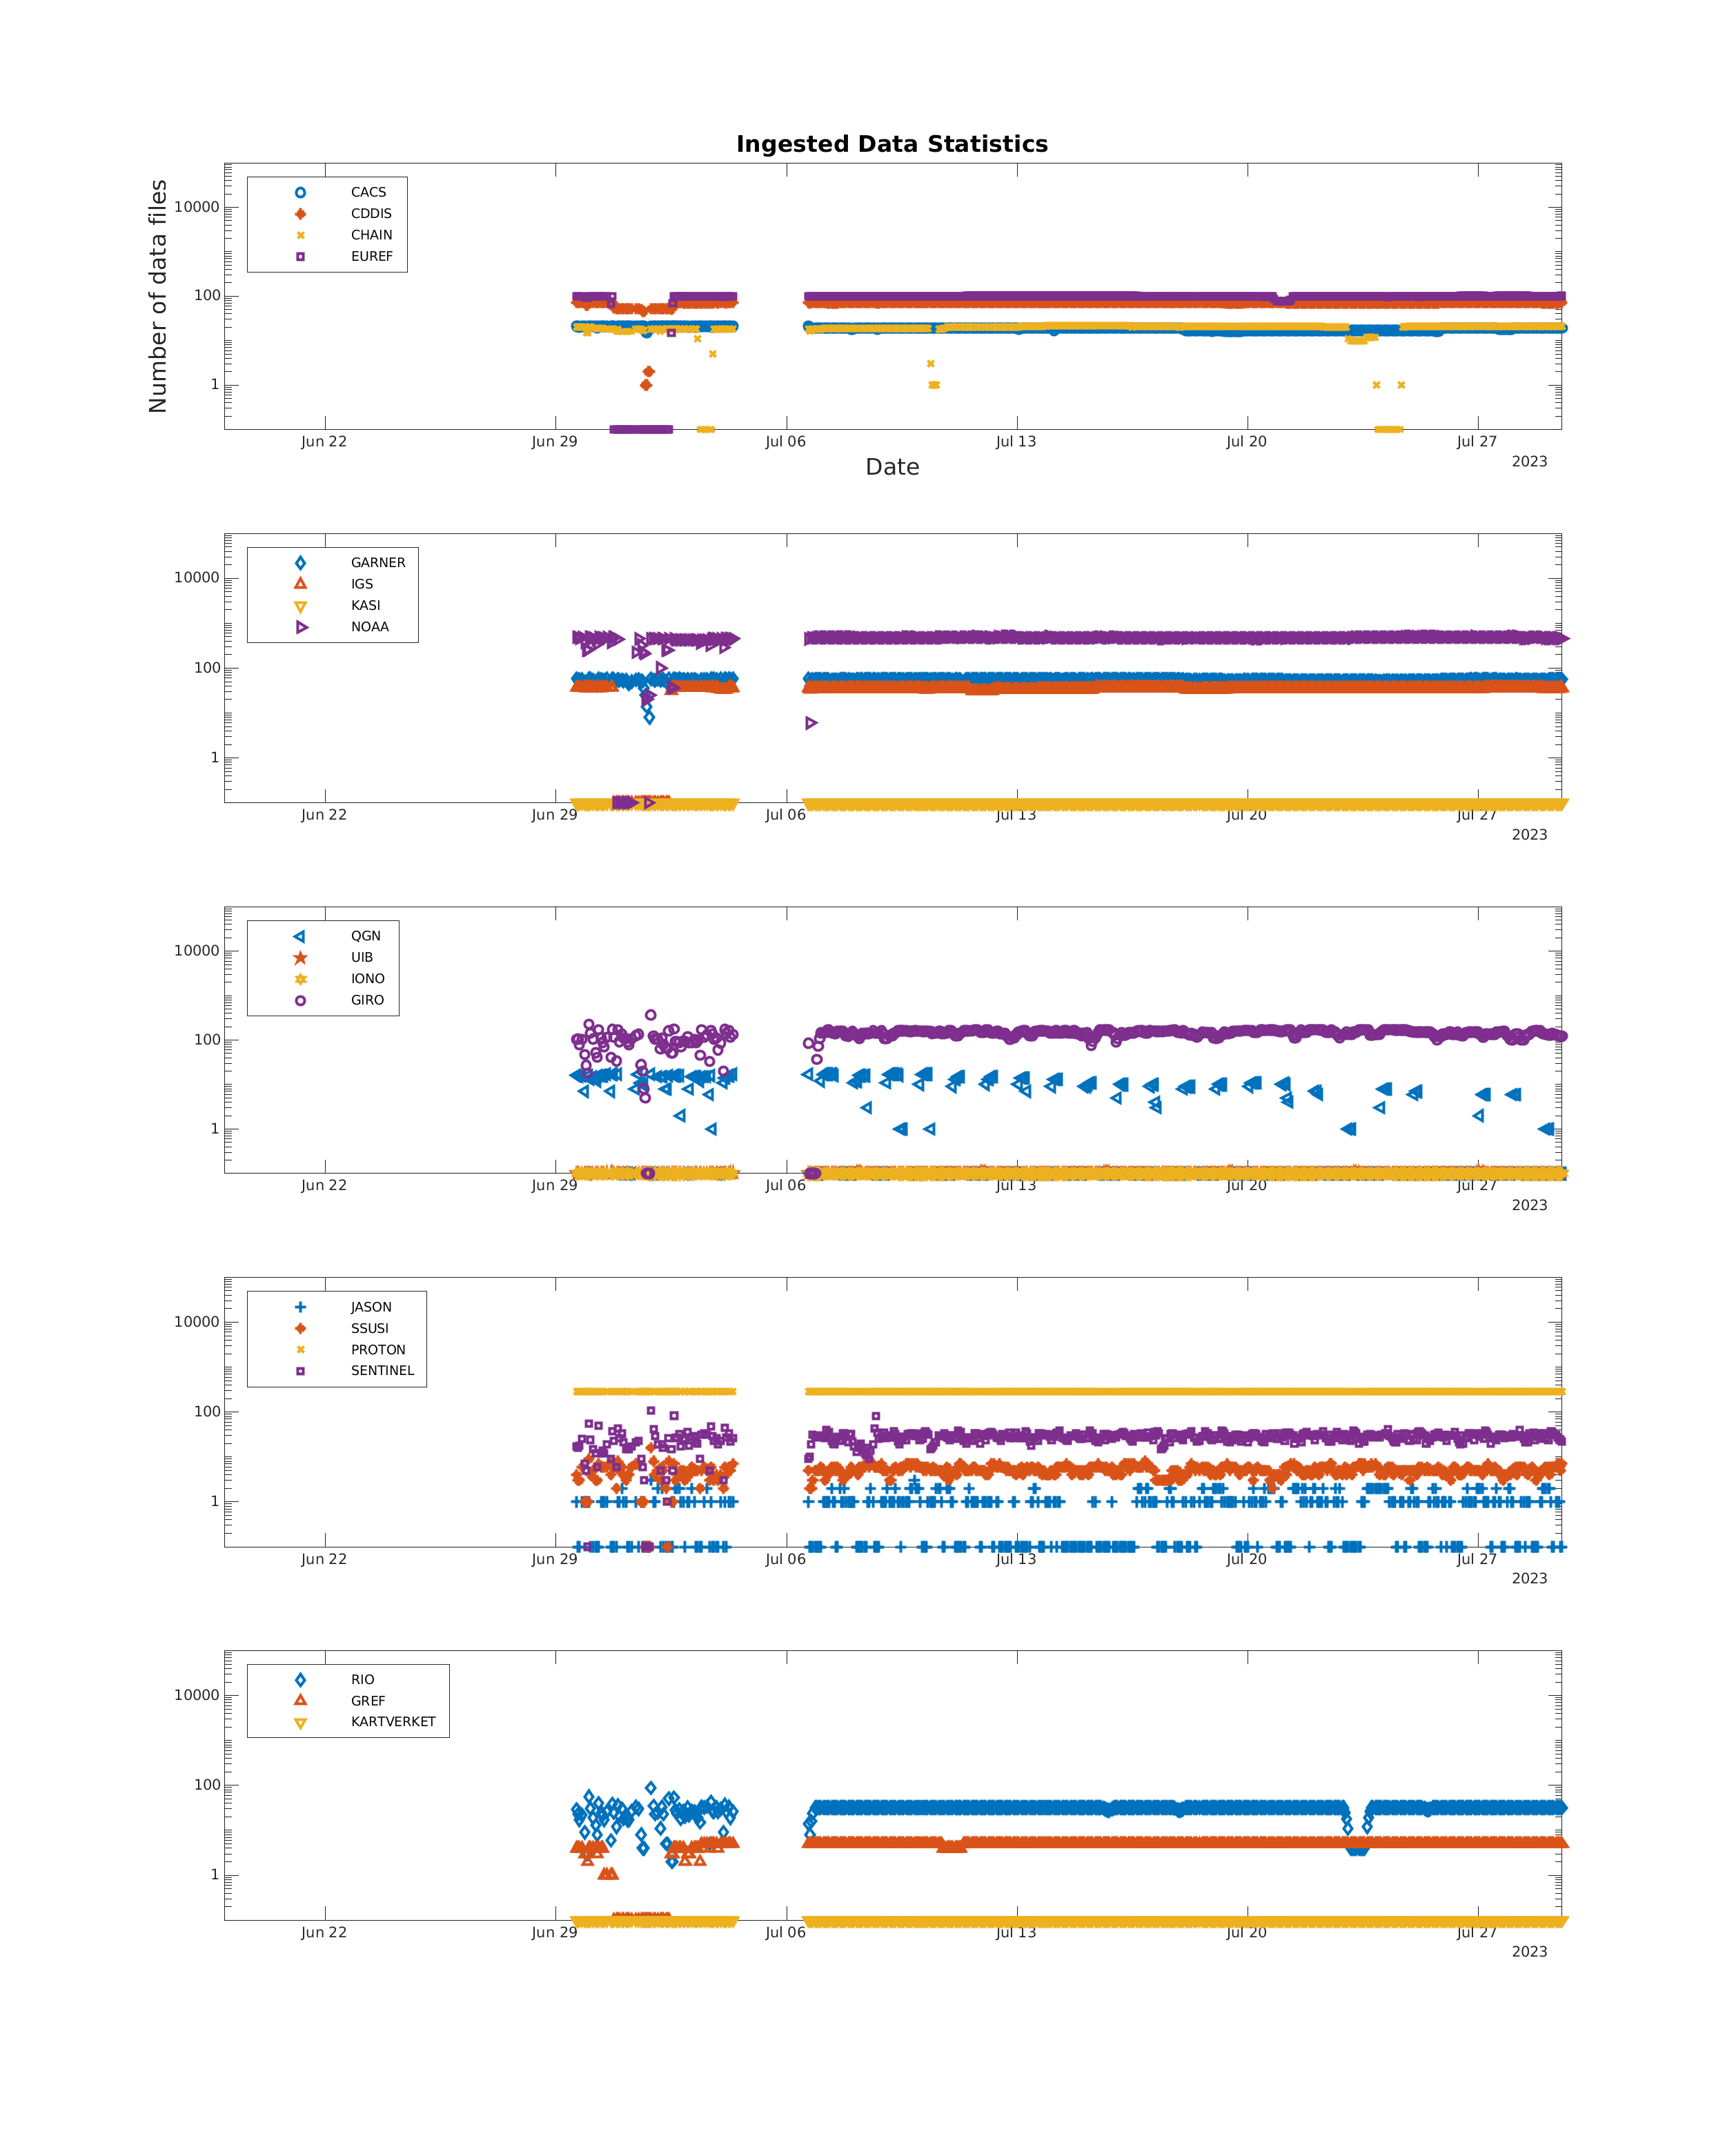 Ingested Data Statistics
Number of data files
10000
100
1
CACS
CDDIS
CHAIN
EUREF
Jun 22
Jun 29
Jul 06
Jul 13
Jul 20
Jul 27
2023
Date
10000
100
1
GARNER
IGS
KASI
NOAA
Jun 22
Jun 29
Jul 06
Jul 13
Jul 20
Jul 27
2023
10000
100
1
QGN
UIB
IONO
GIRO
Jun 22
Jun 29
Jul 06
Jul 13
Jul 20
Jul 27
2023
10000
100
1
JASON
SSUSI
PROTON
SENTINEL
Jun 22
Jun 29
Jul 06
Jul 13
Jul 20
Jul 27
2023
10000
100
1
RIO
GREF
KARTVERKET
Jun 22
Jun 29
Jul 06
Jul 13
Jul 20
Jul 27
2023